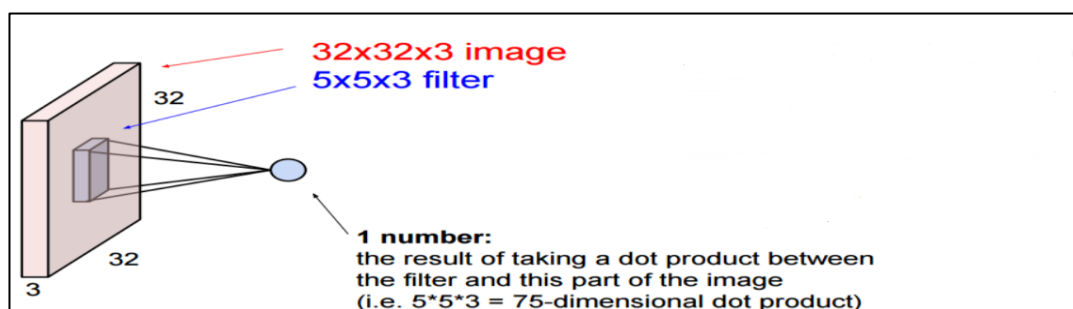 32x32x3 image
5x5x3 filter
32
32
3
1 number:
the result of taking a dot product between
the filter and this part of the image
(i.e. 5*5*3 = 75-dimensional dot product)